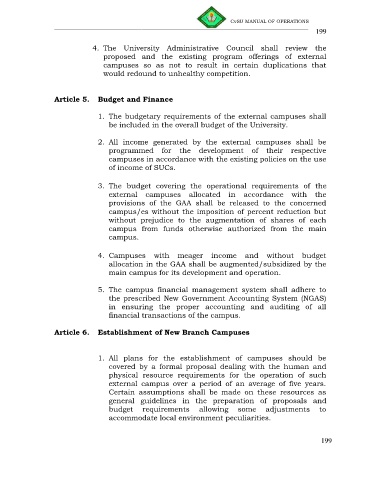 CvSU MANUAL OF OPERATIONS
199
4. The University Administrative Council shall review the
proposed and the existing program offerings of external
campuses so as not to result in certain duplications that
would redound to unhealthy competition.
Article 5. Budget and Finance
1. The budgetary requirements of the external campuses shall
be included in the overall budget of the University.
2. All income generated by the external campuses shall be
programmed for the development of their respective
campuses in accordance with the existing policies on the use
of income of SUCs.
3. The budget covering the operational requirements of the
external campuses allocated in accordance with the
provisions of the GAA shall be released to the concerned
campus/es without the imposition of percent reduction but
without prejudice to the augmentation of shares of each
campus from funds otherwise authorized from the main
campus.
4. Campuses with meager income and without budget
allocation in the GAA shall be augmented/subsidized by the
main campus for its development and operation.
5. The campus financial management system shall adhere to
the prescribed New Government Accounting System (NGAS)
in ensuring the proper accounting and auditing of all
financial transactions of the campus.
Article 6. Establishment of New Branch Campuses
1. All plans for the establishment of campuses should be
covered by a formal proposal dealing with the human and
physical resource requirements for the operation of such
external campus over a period of an average of five years.
Certain assumptions shall be made on these resources as
general guidelines in the preparation of proposals and
budget requirements allowing some adjustments to
accommodate local environment peculiarities.
199